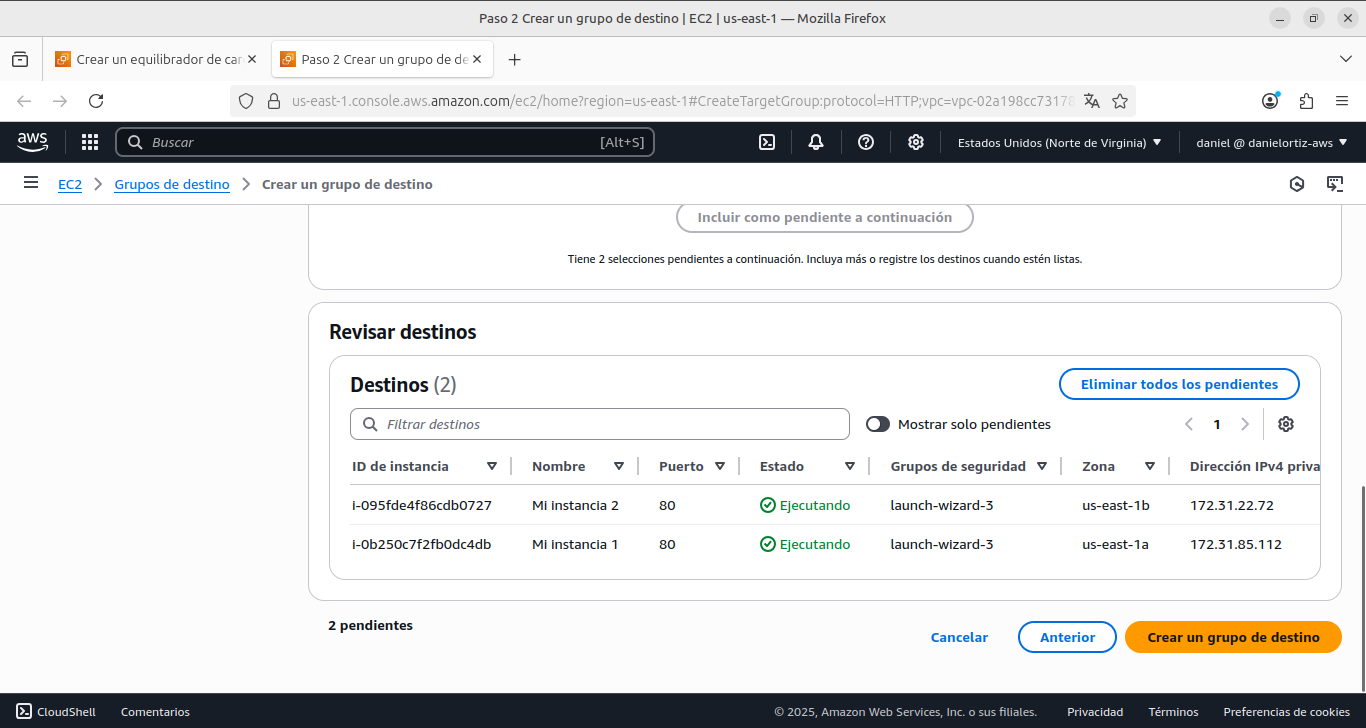 Paso 2 Crear un grupo de destino | EC2 | us-east-1 — Mozilla Firefox
Crear un equilibrador de car
Paso 2 Crear un grupo de de
us-east-1.console.aws.amazon.com/ec2/home?region=us-east-1#CreateTargetGroup:protocol=HTTP;vpc=vpc-02a198cc73178
aws
Buscar [Alt+S]
Estados Unidos (Norte de Virginia)
daniel @ danielortiz-aws
EC2 Grupos de destino Crear un grupo de destino
Incluir como pendiente a continuación
Tiene 2 selecciones pendientes a continuación. Incluya más o registre los destinos cuando estén listas.
Revisar destinos
Destinos (2) Eliminar todos los pendientes
Filtrar destinos Mostrar solo pendientes 1
ID de instancia Nombre Puerto Estado Grupos de seguridad Zona Dirección IPv4 priva
i-095fde4f86cdb0727 Mi instancia 2 80 Ejecutando launch-wizard-3 us-east-1b 172.31.22.72
i-0b250c7f2fb0dc4db Mi instancia 1 80 Ejecutando launch-wizard-3 us-east-1a 172.31.85.112
2 pendientes
Cancelar Anterior Crear un grupo de destino
CloudShell Comentarios © 2025, Amazon Web Services, Inc. o sus filiales. Privacidad Términos Preferencias de cookies